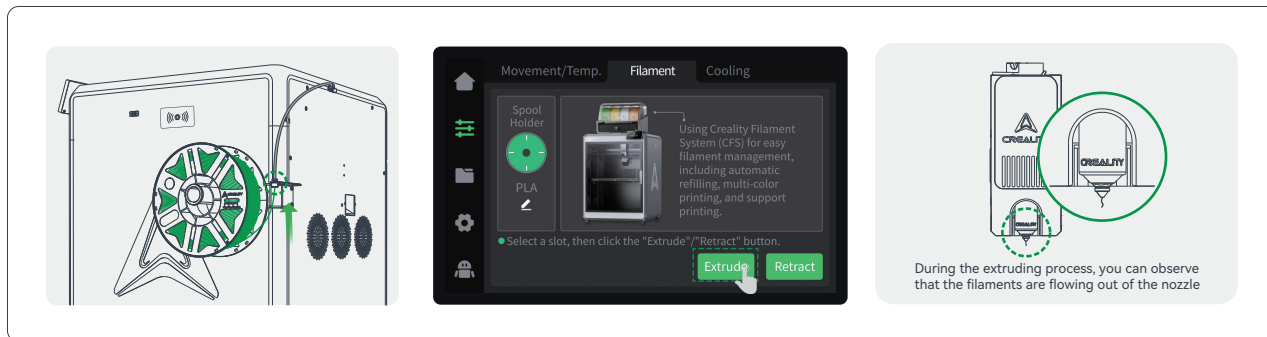 CREALITY
Movement/Temp.
Filament
Cooling
Spool
Holder
PLA
Using Creality Filament
System (CFS) for easy
filament management,
including automatic
refilling, multi-color
printing, and support
printing.
Select a slot, then click the "Extrude"/"Retract" button.
Extrude
Retract
CREALITY
CREALITY
CREALITY
During the extruding process, you can observe
that the filaments are flowing out of the nozzle